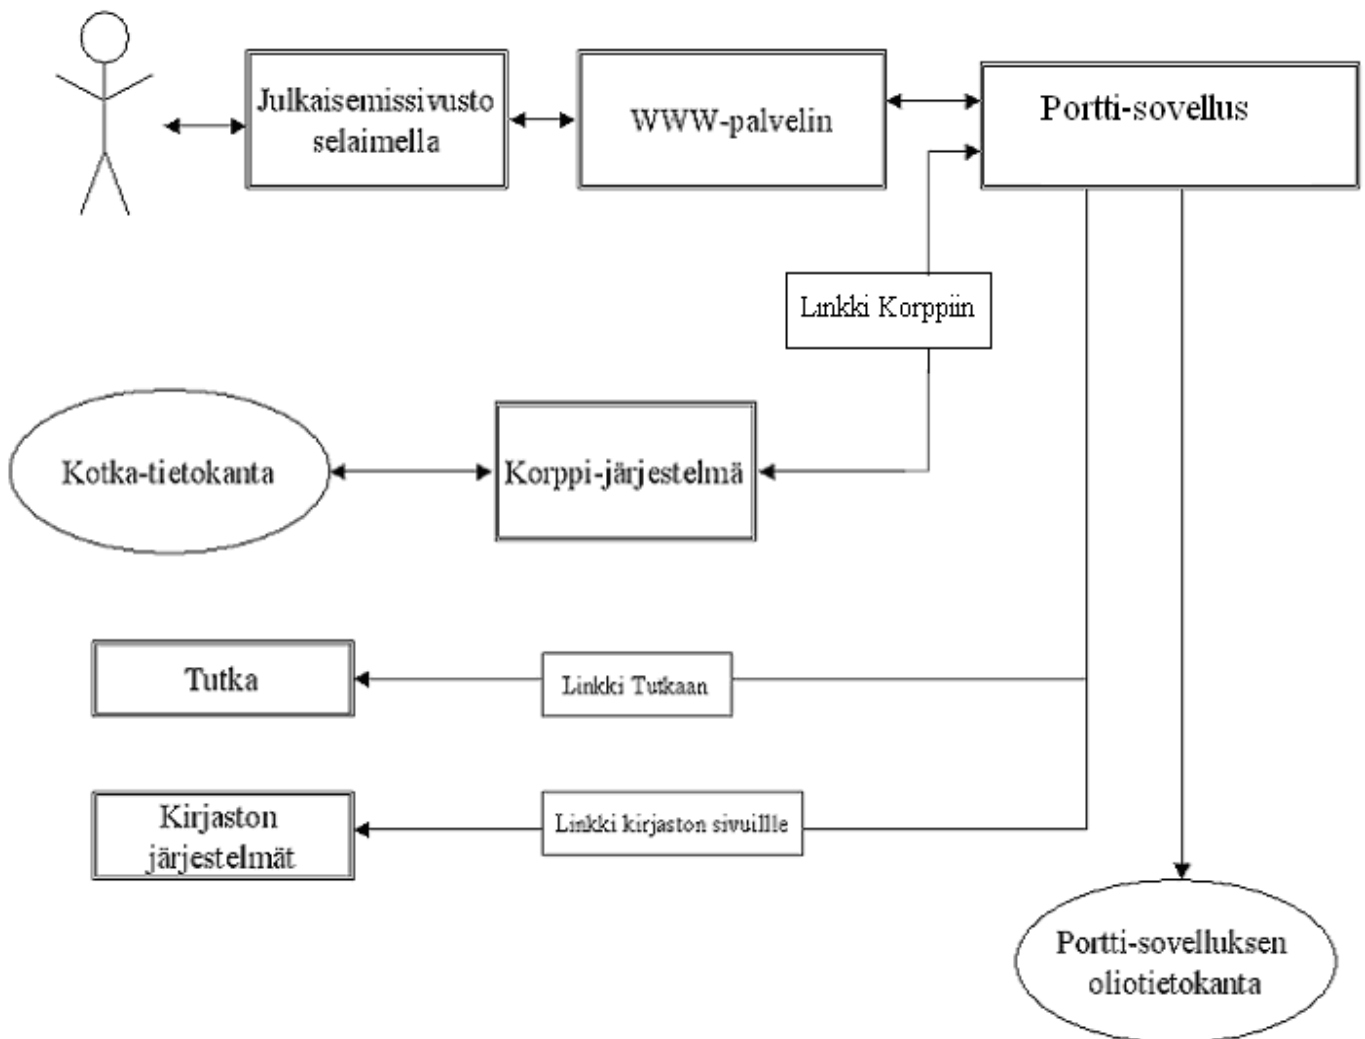 Julkaisemissivusto
selaimella
WWW-palvelin
Portti-sovellus
Linkki Korppiin
Kotka-tietokanta
Korppi-järjestelmä
Tutka
Linkki Tutkaan
Kirjaston
järjestelmät
Linkki kirjaston sivuillle
Portti-sovelluksen
oliotietokanta